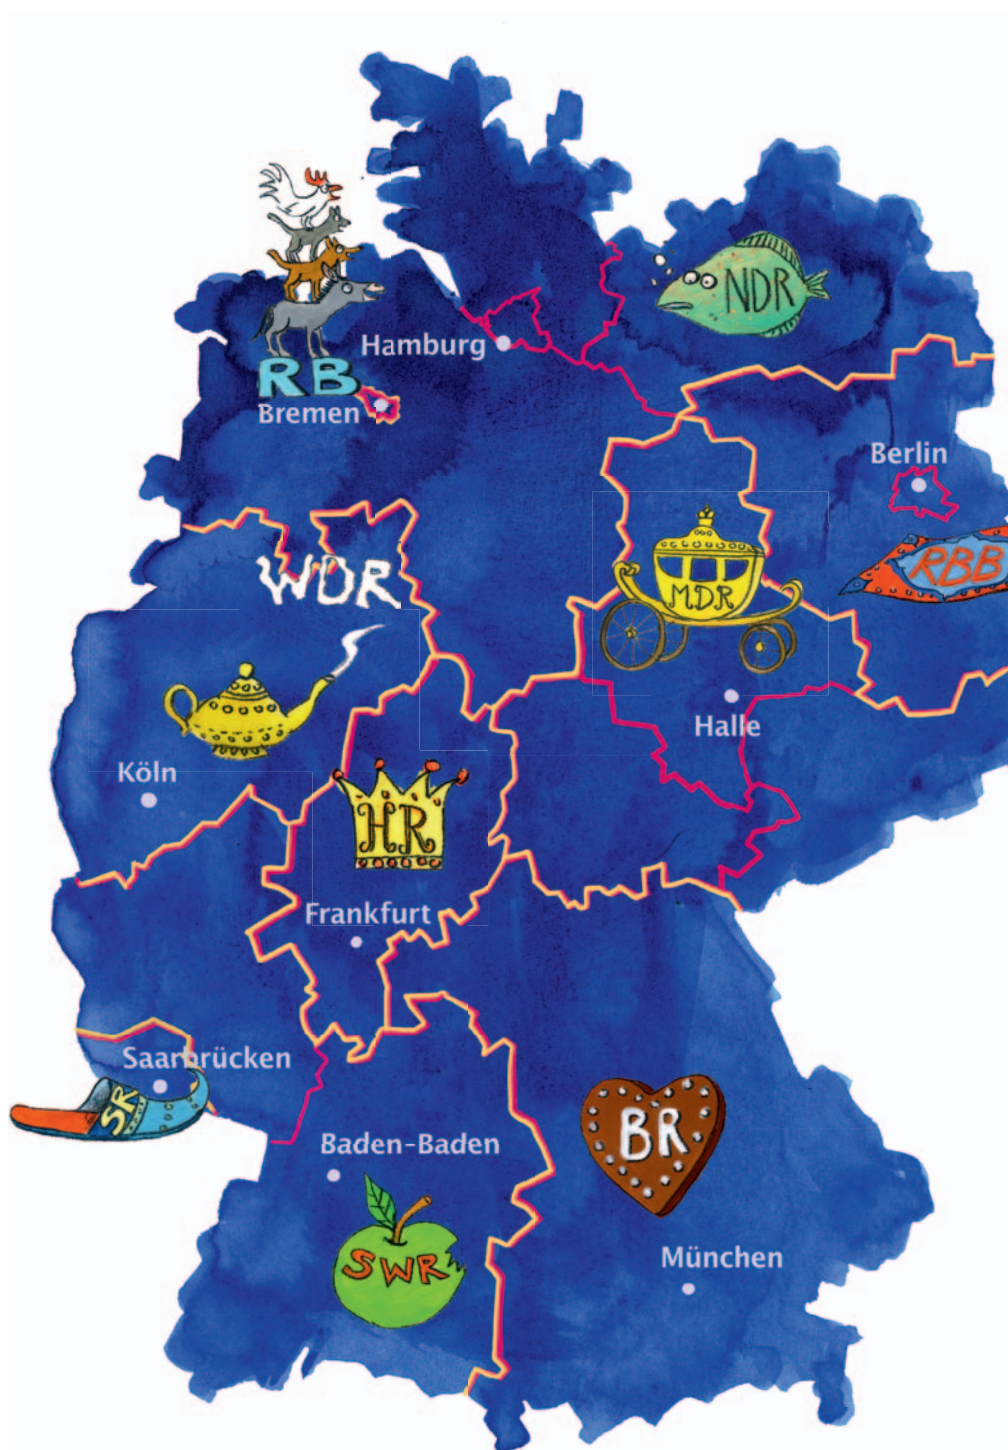 NDR
Hamburg
RB
Bremen
Berlin
WDR
RBB
MDR
Halle
Köln
HR
Frankfurt
Saarbrücken
SR
BR
Baden-Baden
SWR
München